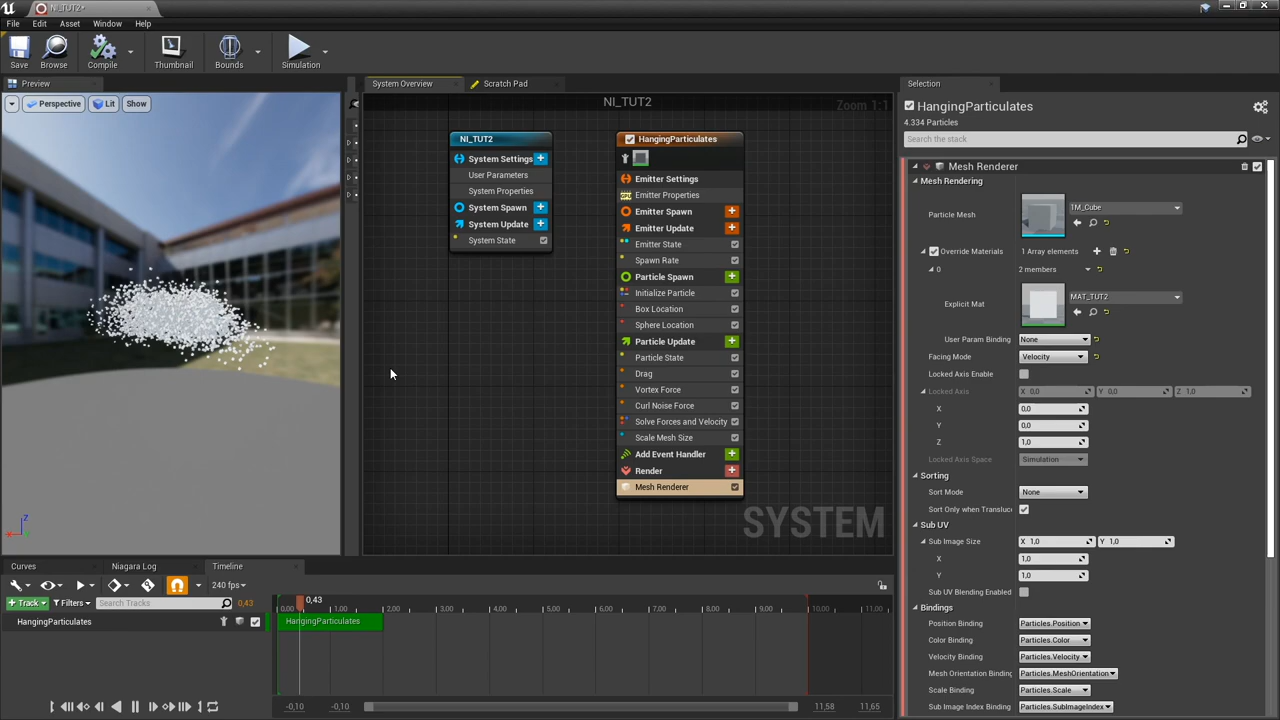 NI_TUT2*
File Edit Asset Window Help
Save Browse Compile Thumbnail Bounds Simulation
Preview
Perspective Lit Show
Z
X
System Overview Scratch Pad
NI_TUT2
Zoom 1:1
NI_TUT2
System Settings
User Parameters
System Properties
System Spawn
System Update
System State
HangingParticulates
Emitter Settings
Emitter Properties
Emitter Spawn
Emitter Update
Emitter State
Spawn Rate
Particle Spawn
Initialize Particle
Box Location
Sphere Location
Particle Update
Particle State
Drag
Vortex Force
Curl Noise Force
Solve Forces and Velocity
Scale Mesh Size
Add Event Handler
Render
Mesh Renderer
SYSTEM
Selection
HangingParticulates
4.334 Particles
Search the stack
Mesh Renderer
Mesh Rendering
Particle Mesh 1M_Cube
Override Materials 1 Array elements
0 2 members
Explicit Mat MAT_TUT2
User Param Binding None
Facing Mode Velocity
Locked Axis Enable
Locked Axis X 0,0 Y 0,0 Z 1,0
X 0,0
Y 0,0
Z 1,0
Locked Axis Space Simulation
Sorting
Sort Mode None
Sort Only when Transluc
Sub UV
Sub Image Size X 1,0 Y 1,0
X 1,0
Y 1,0
Sub UV Blending Enabled
Bindings
Position Binding Particles.Position
Color Binding Particles.Color
Velocity Binding Particles.Velocity
Mesh Orientation Binding Particles.MeshOrientation
Scale Binding Particles.Scale
Sub Image Index Binding Particles.SubImageIndex
Curves Niagara Log Timeline
240 fps
Track Filters Search Tracks 0,43
HangingParticulates
0,43
0,00 1,00 2,00 3,00 4,00 5,00 6,00 7,00 8,00 9,00 10,00 11,00
HangingParticulates
-0,10 -0,10 11,58 11,65